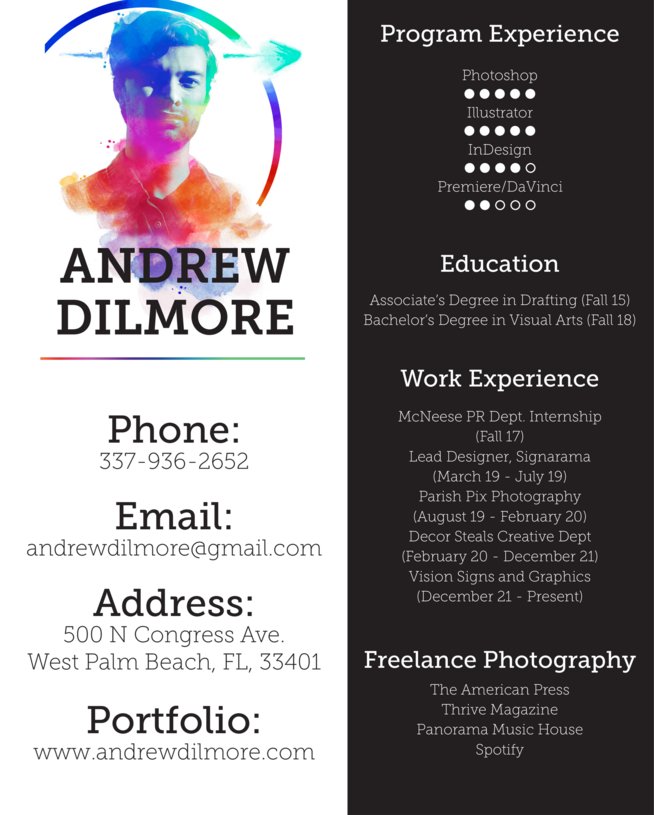 ANDREW
DILMORE
Phone:
337-936-2652
Email:
andrewdilmore@gmail.com
Address:
500 N Congress Ave.
West Palm Beach, FL, 33401
Portfolio:
www.andrewdilmore.com
Program Experience
Photoshop
Illustrator
InDesign
Premiere/DaVinci
Education
Associate's Degree in Drafting (Fall 15)
Bachelor's Degree in Visual Arts (Fall 18)
Work Experience
McNeese PR Dept. Internship
(Fall 17)
Lead Designer, Signarama
(March 19 - July 19)
Parish Pix Photography
(August 19 - February 20)
Decor Steals Creative Dept
(February 20 - December 21)
Vision Signs and Graphics
(December 21 - Present)
Freelance Photography
The American Press
Thrive Magazine
Panorama Music House
Spotify